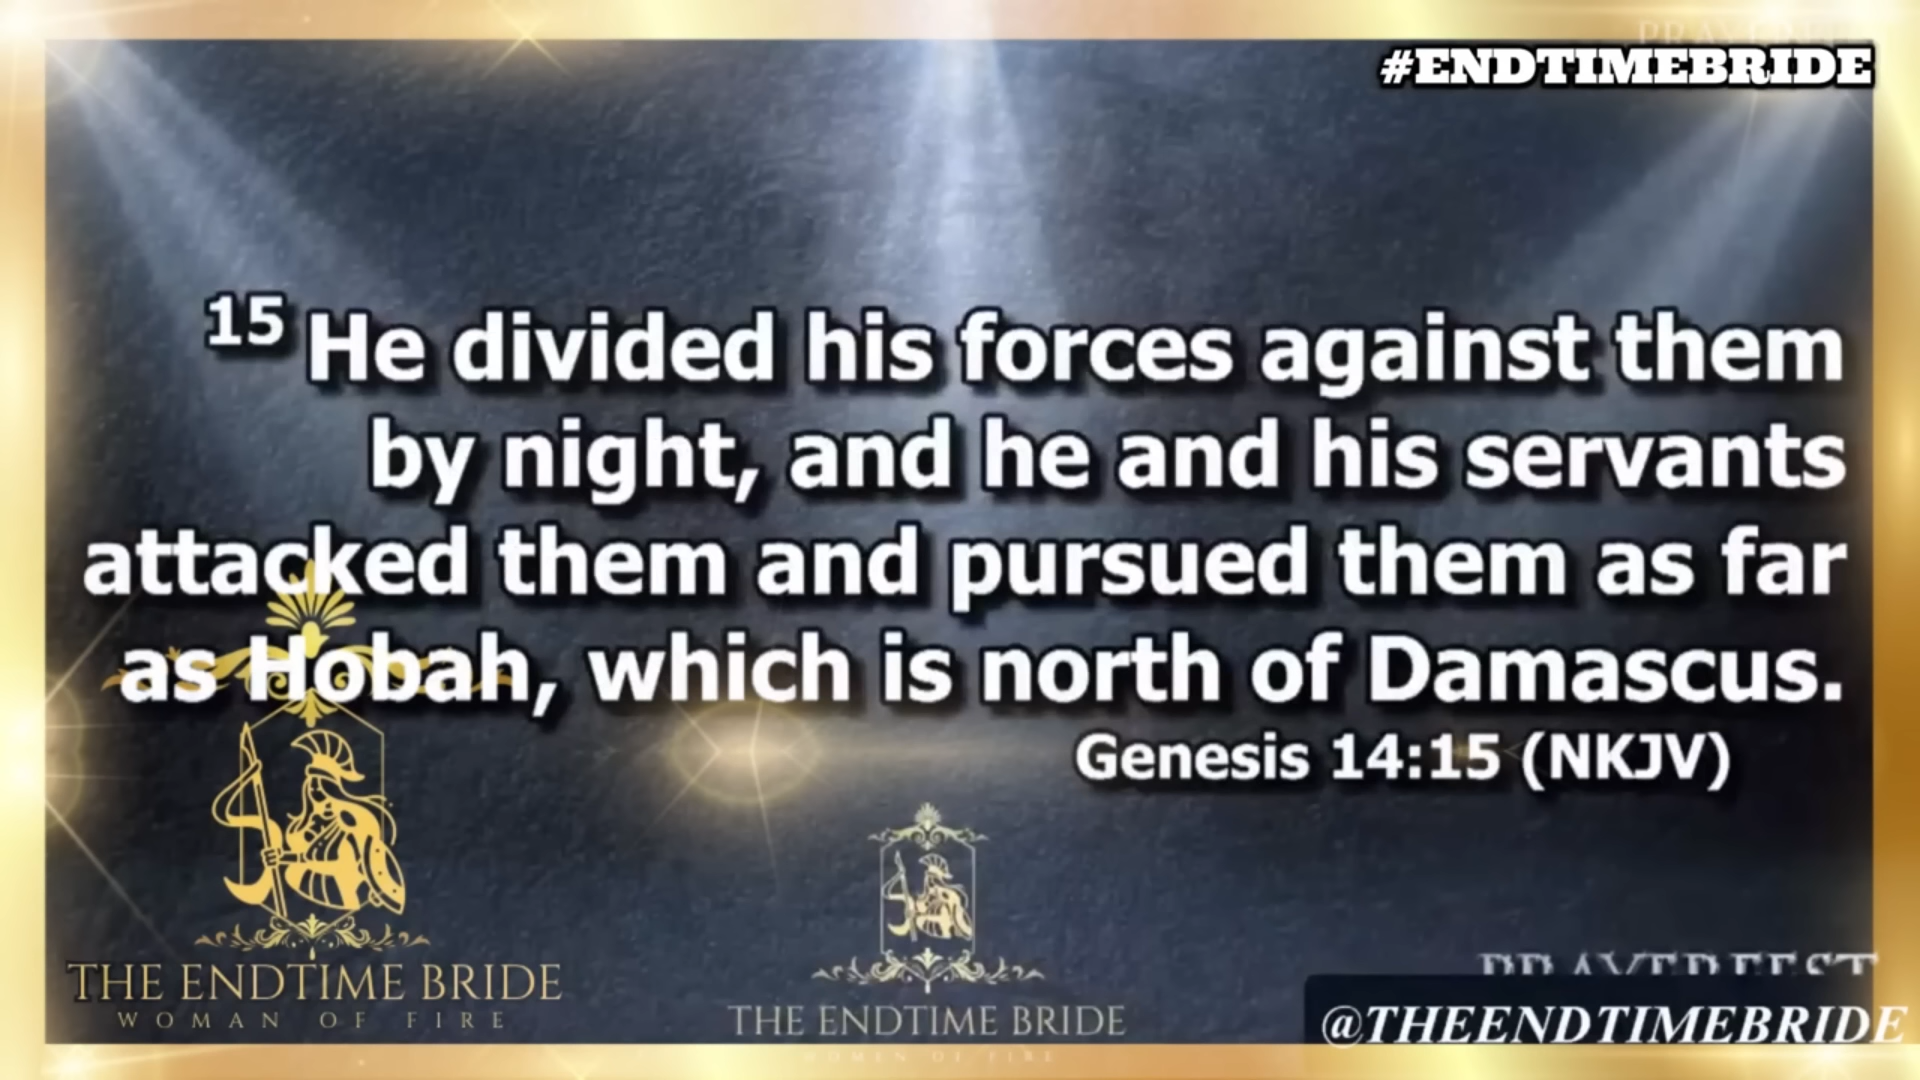 #ENDTIMEBRIDE
15 He divided his forces against them
by night, and he and his servants
attacked them and pursued them as far
as Hobah, which is north of Damascus.
Genesis 14:15 (NKJV)
THE ENDTIME BRIDE
WOMAN OF FIRE
THE ENDTIME BRIDE
WOMEN OF FIRE
PRAYERFEST
@THEENDTIMEBRIDE